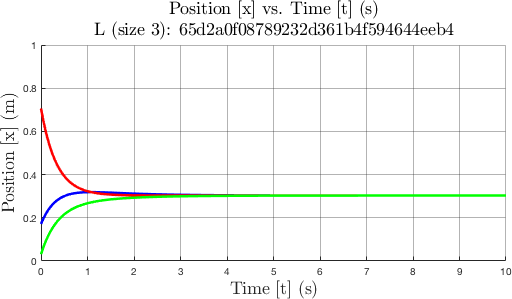 Position [x] vs. Time [t] (s)
L (size 3): 65d2a0f08789232d361b4f594644eeb4
Position [x] (m)
1
0.8
0.6
0.4
0.2
0
0 1 2 3 4 5 6 7 8 9 10
Time [t] (s)